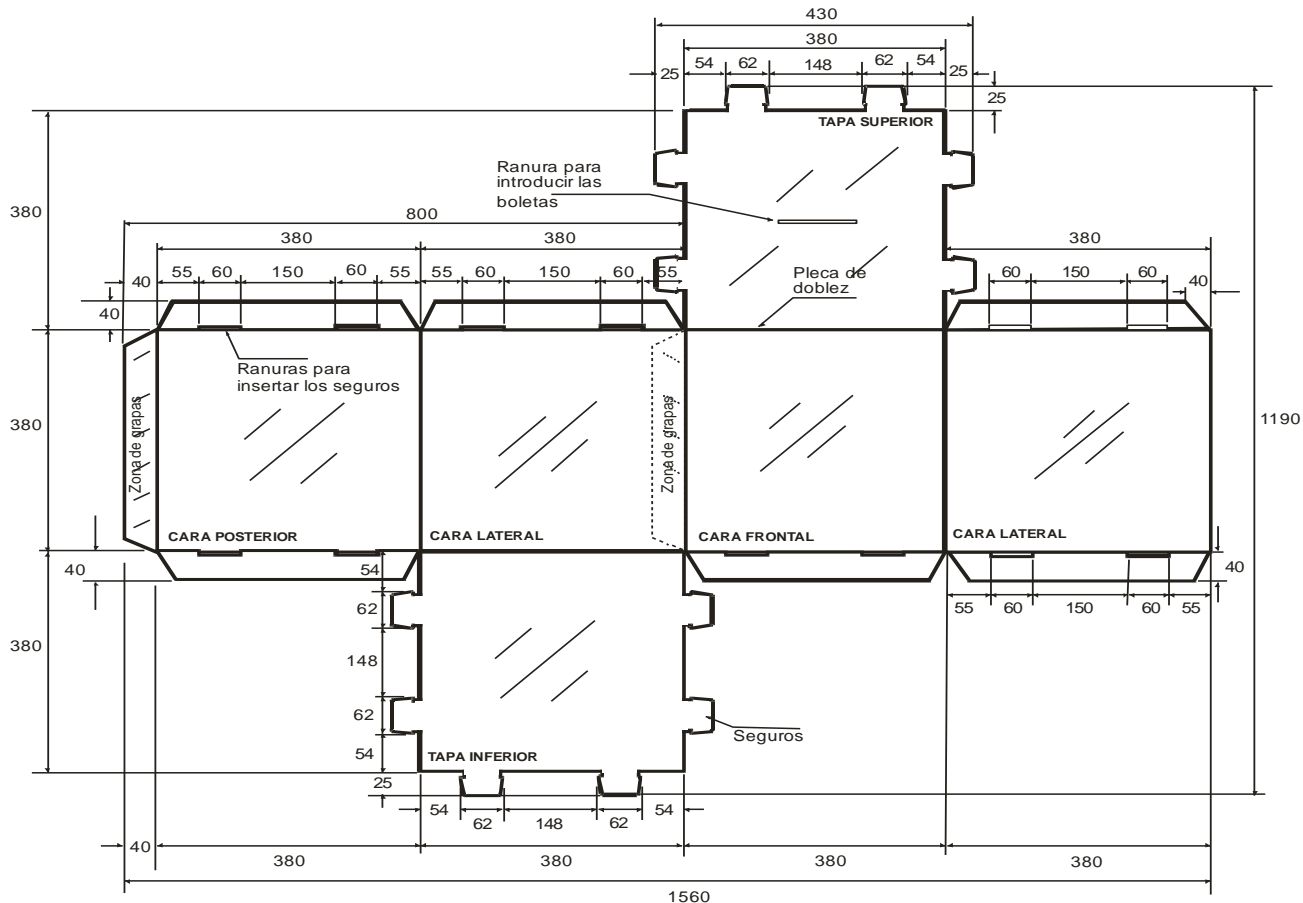 430
380
54 62 148 62 54
25 25
25
TAPA SUPERIOR
Ranura para
introducir las
boletas
380
800
380 380 380
40 55 60 150 60 55 55 60 150 60 55
60 150 60 40
40
Pleca de
doblez
Ranuras para
insertar los seguros
380
1190
Zona de grapas
Zona de grapas
CARA POSTERIOR
CARA LATERAL
CARA FRONTAL
CARA LATERAL
40
40
55 60 150 60 55
54
62
148
62
54
25
380
Seguros
TAPA INFERIOR
54 62 148 62 54
40 380 380 380 380
1560